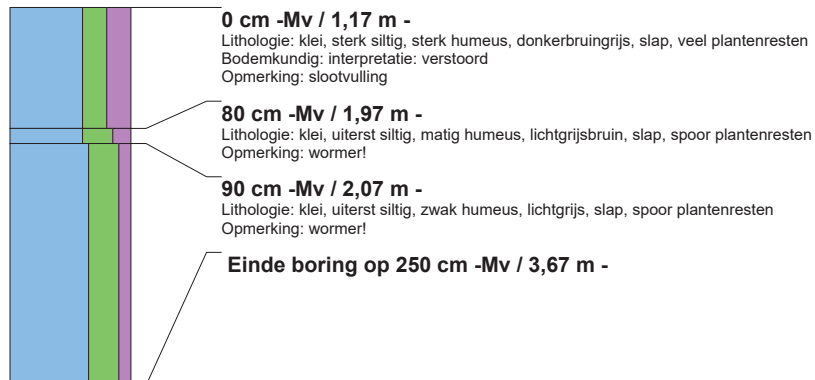 0 cm -Mv / 1,17 m -
Lithologie: klei, sterk siltig, sterk humeus, donkerbruingrijs, slap, veel plantenresten
Bodemkundig: interpretatie: verstoord
Opmerking: slootvulling
80 cm -Mv / 1,97 m -
Lithologie: klei, uiterst siltig, matig humeus, lichtgrijsbruin, slap, spoor plantenresten
Opmerking: wormer!
90 cm -Mv / 2,07 m -
Lithologie: klei, uiterst siltig, zwak humeus, lichtgrijs, slap, spoor plantenresten
Opmerking: wormer!
Einde boring op 250 cm -Mv / 3,67 m -